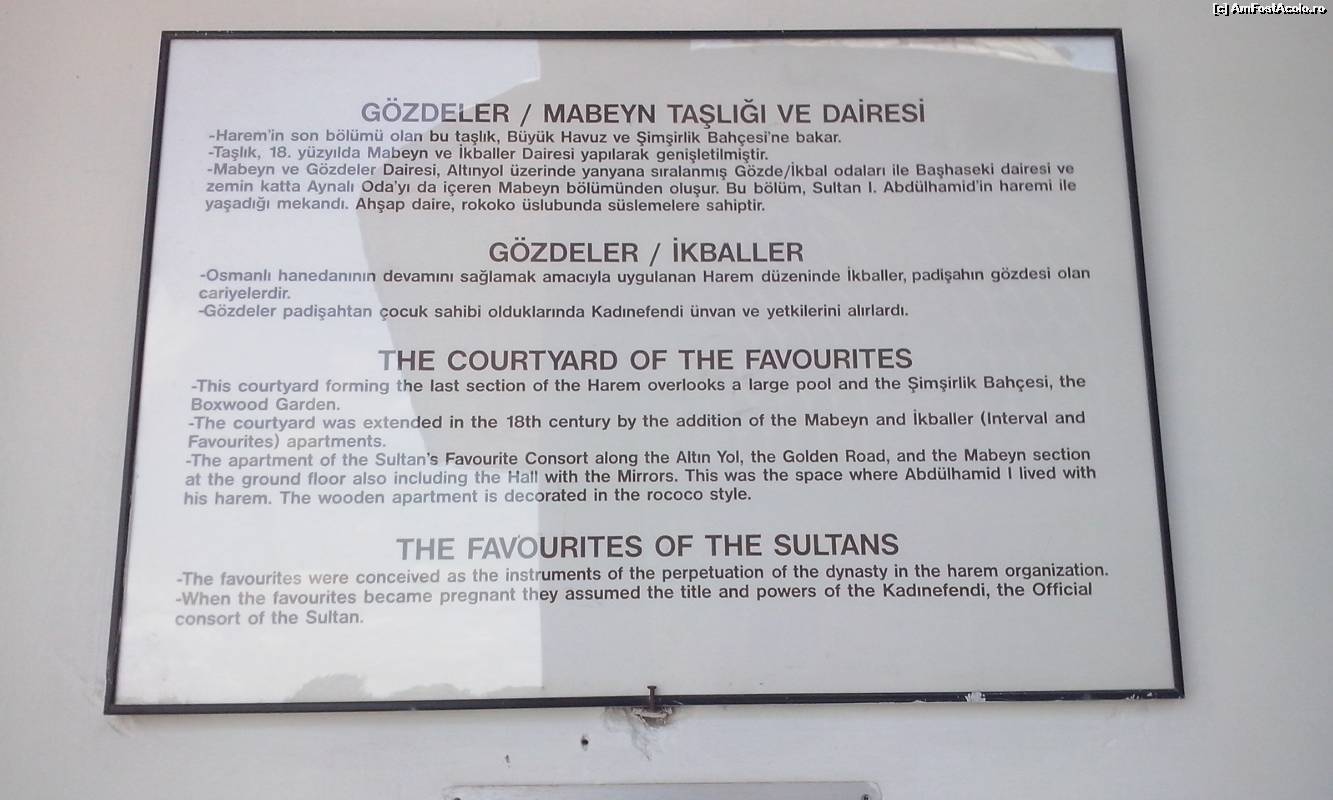 [c] AmFostAcolo.ro
GÖZDELER / MABEYN TAŞLIĞI VE DAİRESİ
-Harem'in son bölümü olan bu taşlık, Büyük Havuz ve Şimşirlik Bahçesi'ne bakar.
-Taşlık, 18. yüzyılda Mabeyn ve İkballer Dairesi yapılarak genişletilmiştir.
-Mabeyn ve Gözdeler Dairesi, Altınyol üzerinde yanyana sıralanmış Gözde/İkbal odaları ile Başhaseki dairesi ve
zemin katta Aynalı Oda'yı da içeren Mabeyn bölümünden oluşur. Bu bölüm, Sultan I. Abdülhamid'in haremi ile
yaşadığı mekandı. Ahşap daire, rokoko üslubunda süslemelere sahiptir.
GÖZDELER / İKBALLER
-Osmanlı hanedanının devamını sağlamak amacıyla uygulanan Harem düzeninde İkballer, padişahın gözdesi olan
cariyelerdir.
-Gözdeler padişahtan çocuk sahibi olduklarında Kadınefendi ünvan ve yetkilerini alırlardı.
THE COURTYARD OF THE FAVOURITES
-This courtyard forming the last section of the Harem overlooks a large pool and the Şimşirlik Bahçesi, the
Boxwood Garden.
-The courtyard was extended in the 18th century by the addition of the Mabeyn and İkballer (Interval and
Favourites) apartments.
-The apartment of the Sultan's Favourite Consort along the Altın Yol, the Golden Road, and the Mabeyn section
at the ground floor also including the Hall with the Mirrors. This was the space where Abdülhamid I lived with
his harem. The wooden apartment is decorated in the rococo style.
THE FAVOURITES OF THE SULTANS
-The favourites were conceived as the instruments of the perpetuation of the dynasty in the harem organization.
-When the favourites became pregnant they assumed the title and powers of the Kadınefendi, the Official
consort of the Sultan.